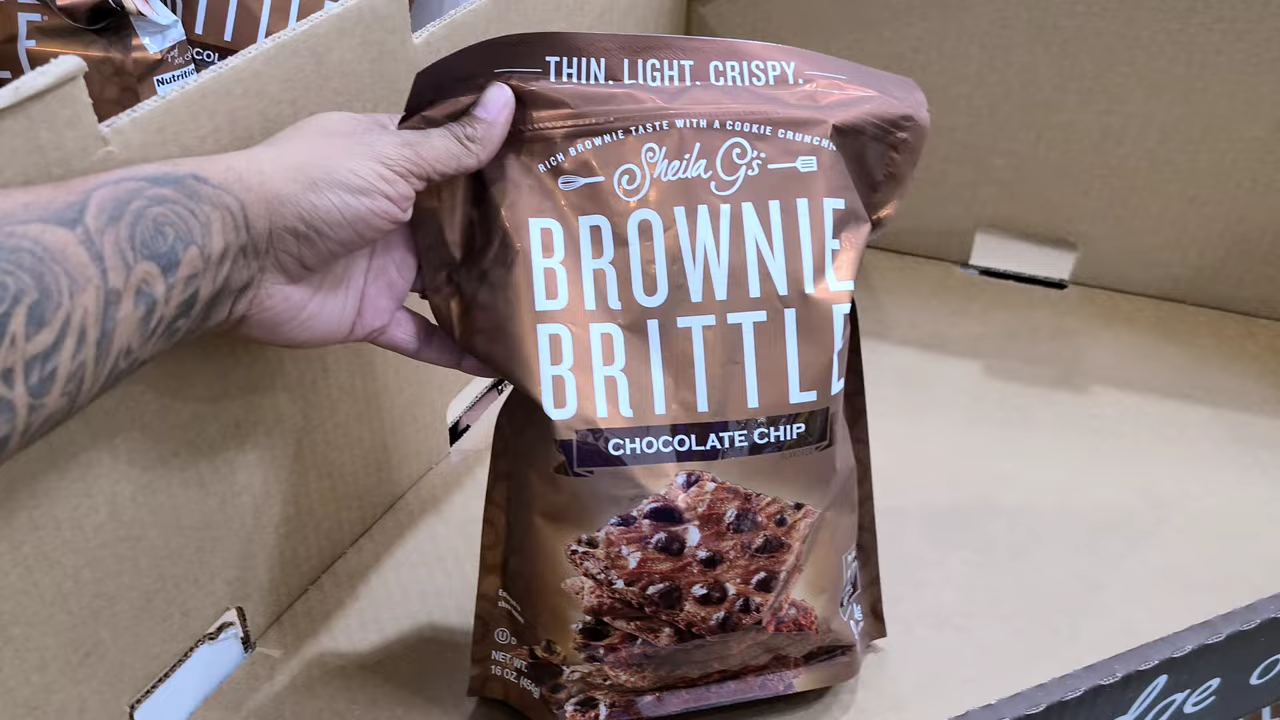 THIN. LIGHT. CRISPY.
RICH BROWNIE TASTE WITH A COOKIE CRUNCH
Sheila G's
BROWNIE
BRITTLE
CHOCOLATE CHIP
NET WT.
16 OZ (454g)
Nutritio